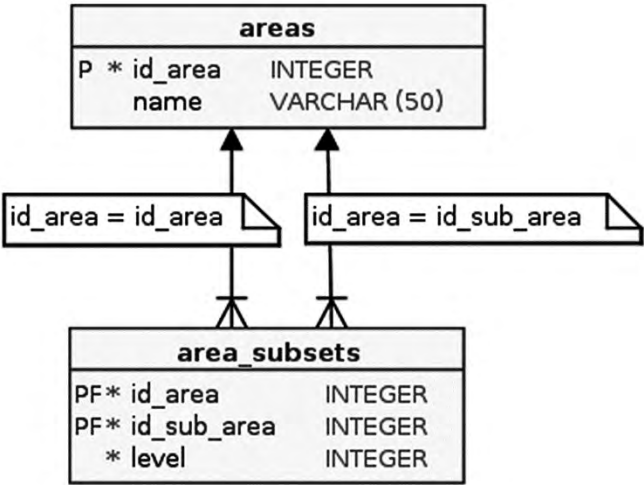 areas
P * id_area INTEGER
name VARCHAR (50)
id_area = id_area
id_area = id_sub_area
area_subsets
PF* id_area INTEGER
PF* id_sub_area INTEGER
* level INTEGER